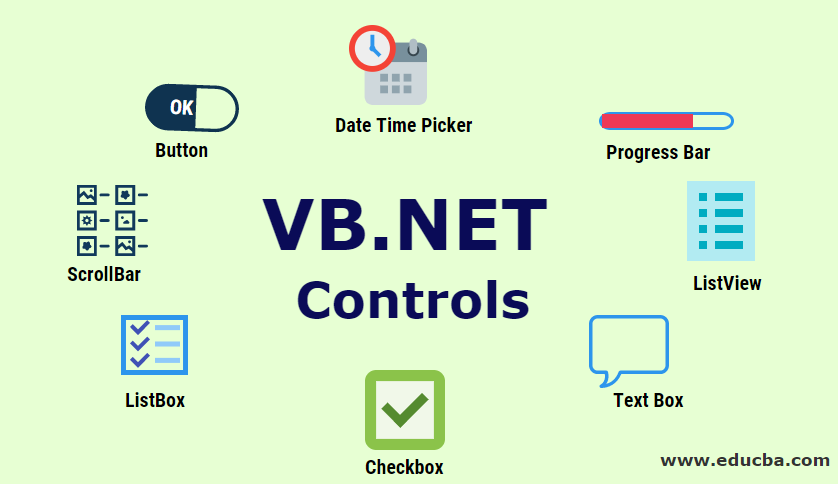 Date Time Picker
OK
Button
Progress Bar
VB.NET
Controls
ScrollBar
ListView
ListBox
Text Box
Checkbox
www.educba.com